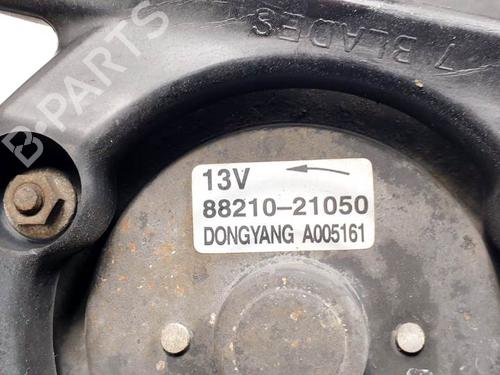 B-PARTS
7 BLADES
13V
88210-21050
DONGYANG A005161